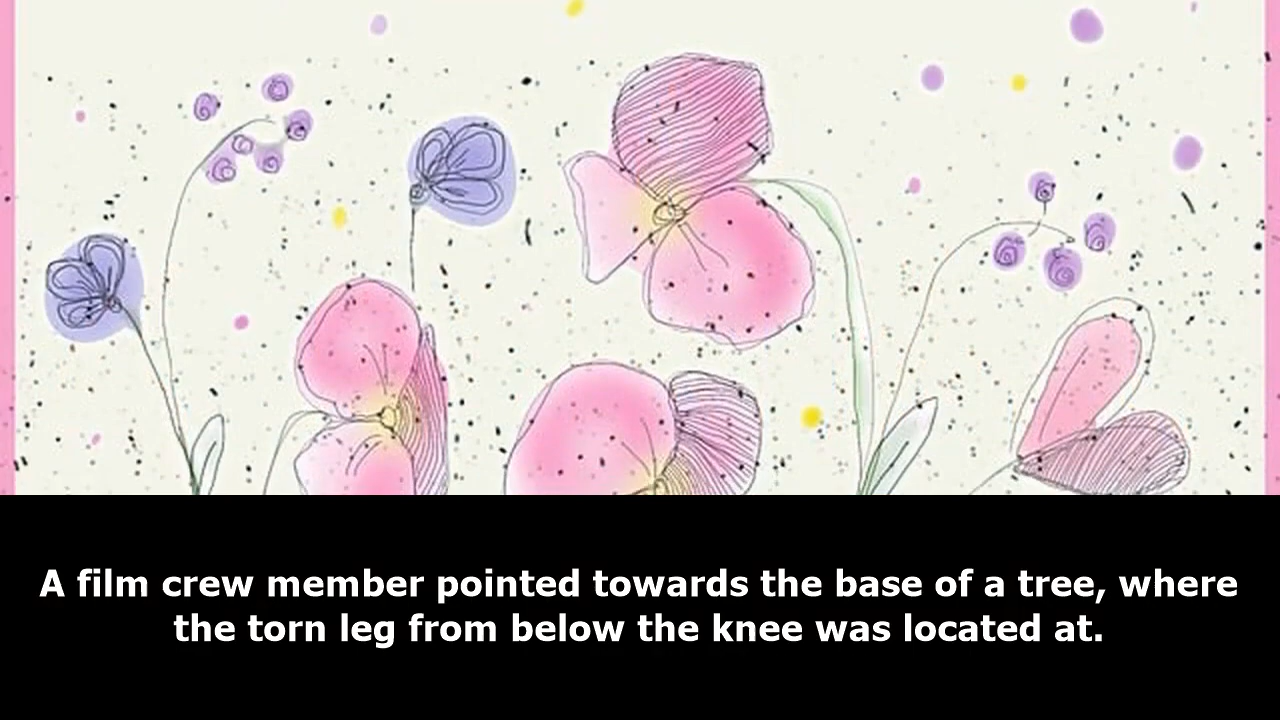 A film crew member pointed towards the base of a tree, where
the torn leg from below the knee was located at.